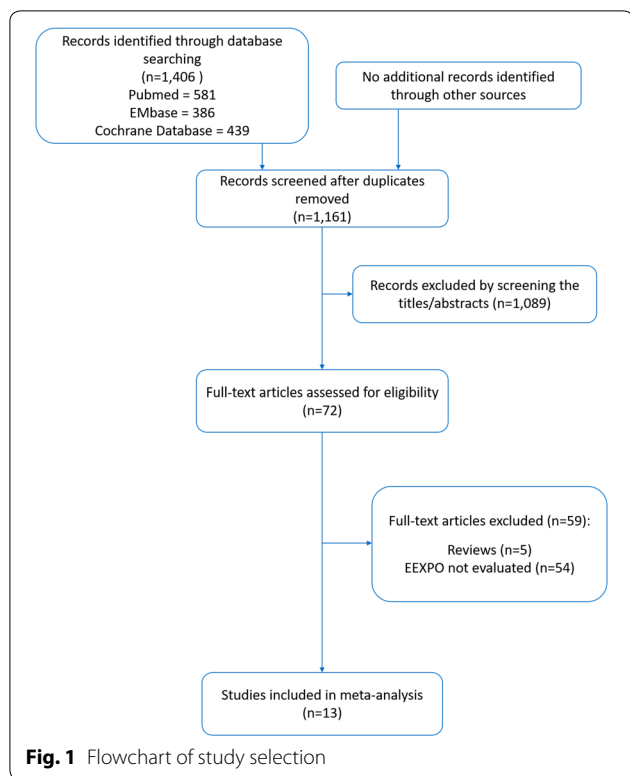 Records identified through database
searching
(n=1,406 )
Pubmed = 581
EMbase = 386
Cochrane Database = 439
No additional records identified
through other sources
Records screened after duplicates
removed
(n=1,161)
Records excluded by screening the
titles/abstracts (n=1,089)
Full-text articles assessed for eligibility
(n=72)
Full-text articles excluded (n=59):
Reviews (n=5)
EEXPO not evaluated (n=54)
Studies included in meta-analysis
(n=13)
Fig. 1 Flowchart of study selection